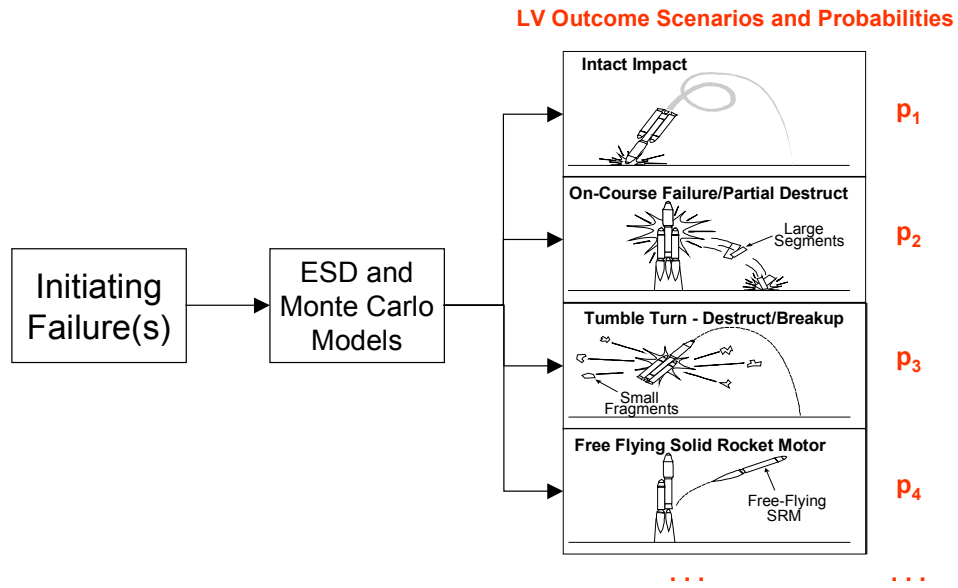 LV Outcome Scenarios and Probabilities
Intact Impact
p1
On-Course Failure/Partial Destruct
Large
Segments
p2
Initiating
Failure(s)
ESD and
Monte Carlo
Models
Tumble Turn - Destruct/Breakup
Small
Fragments
p3
Free Flying Solid Rocket Motor
Free-Flying
SRM
p4
... ...